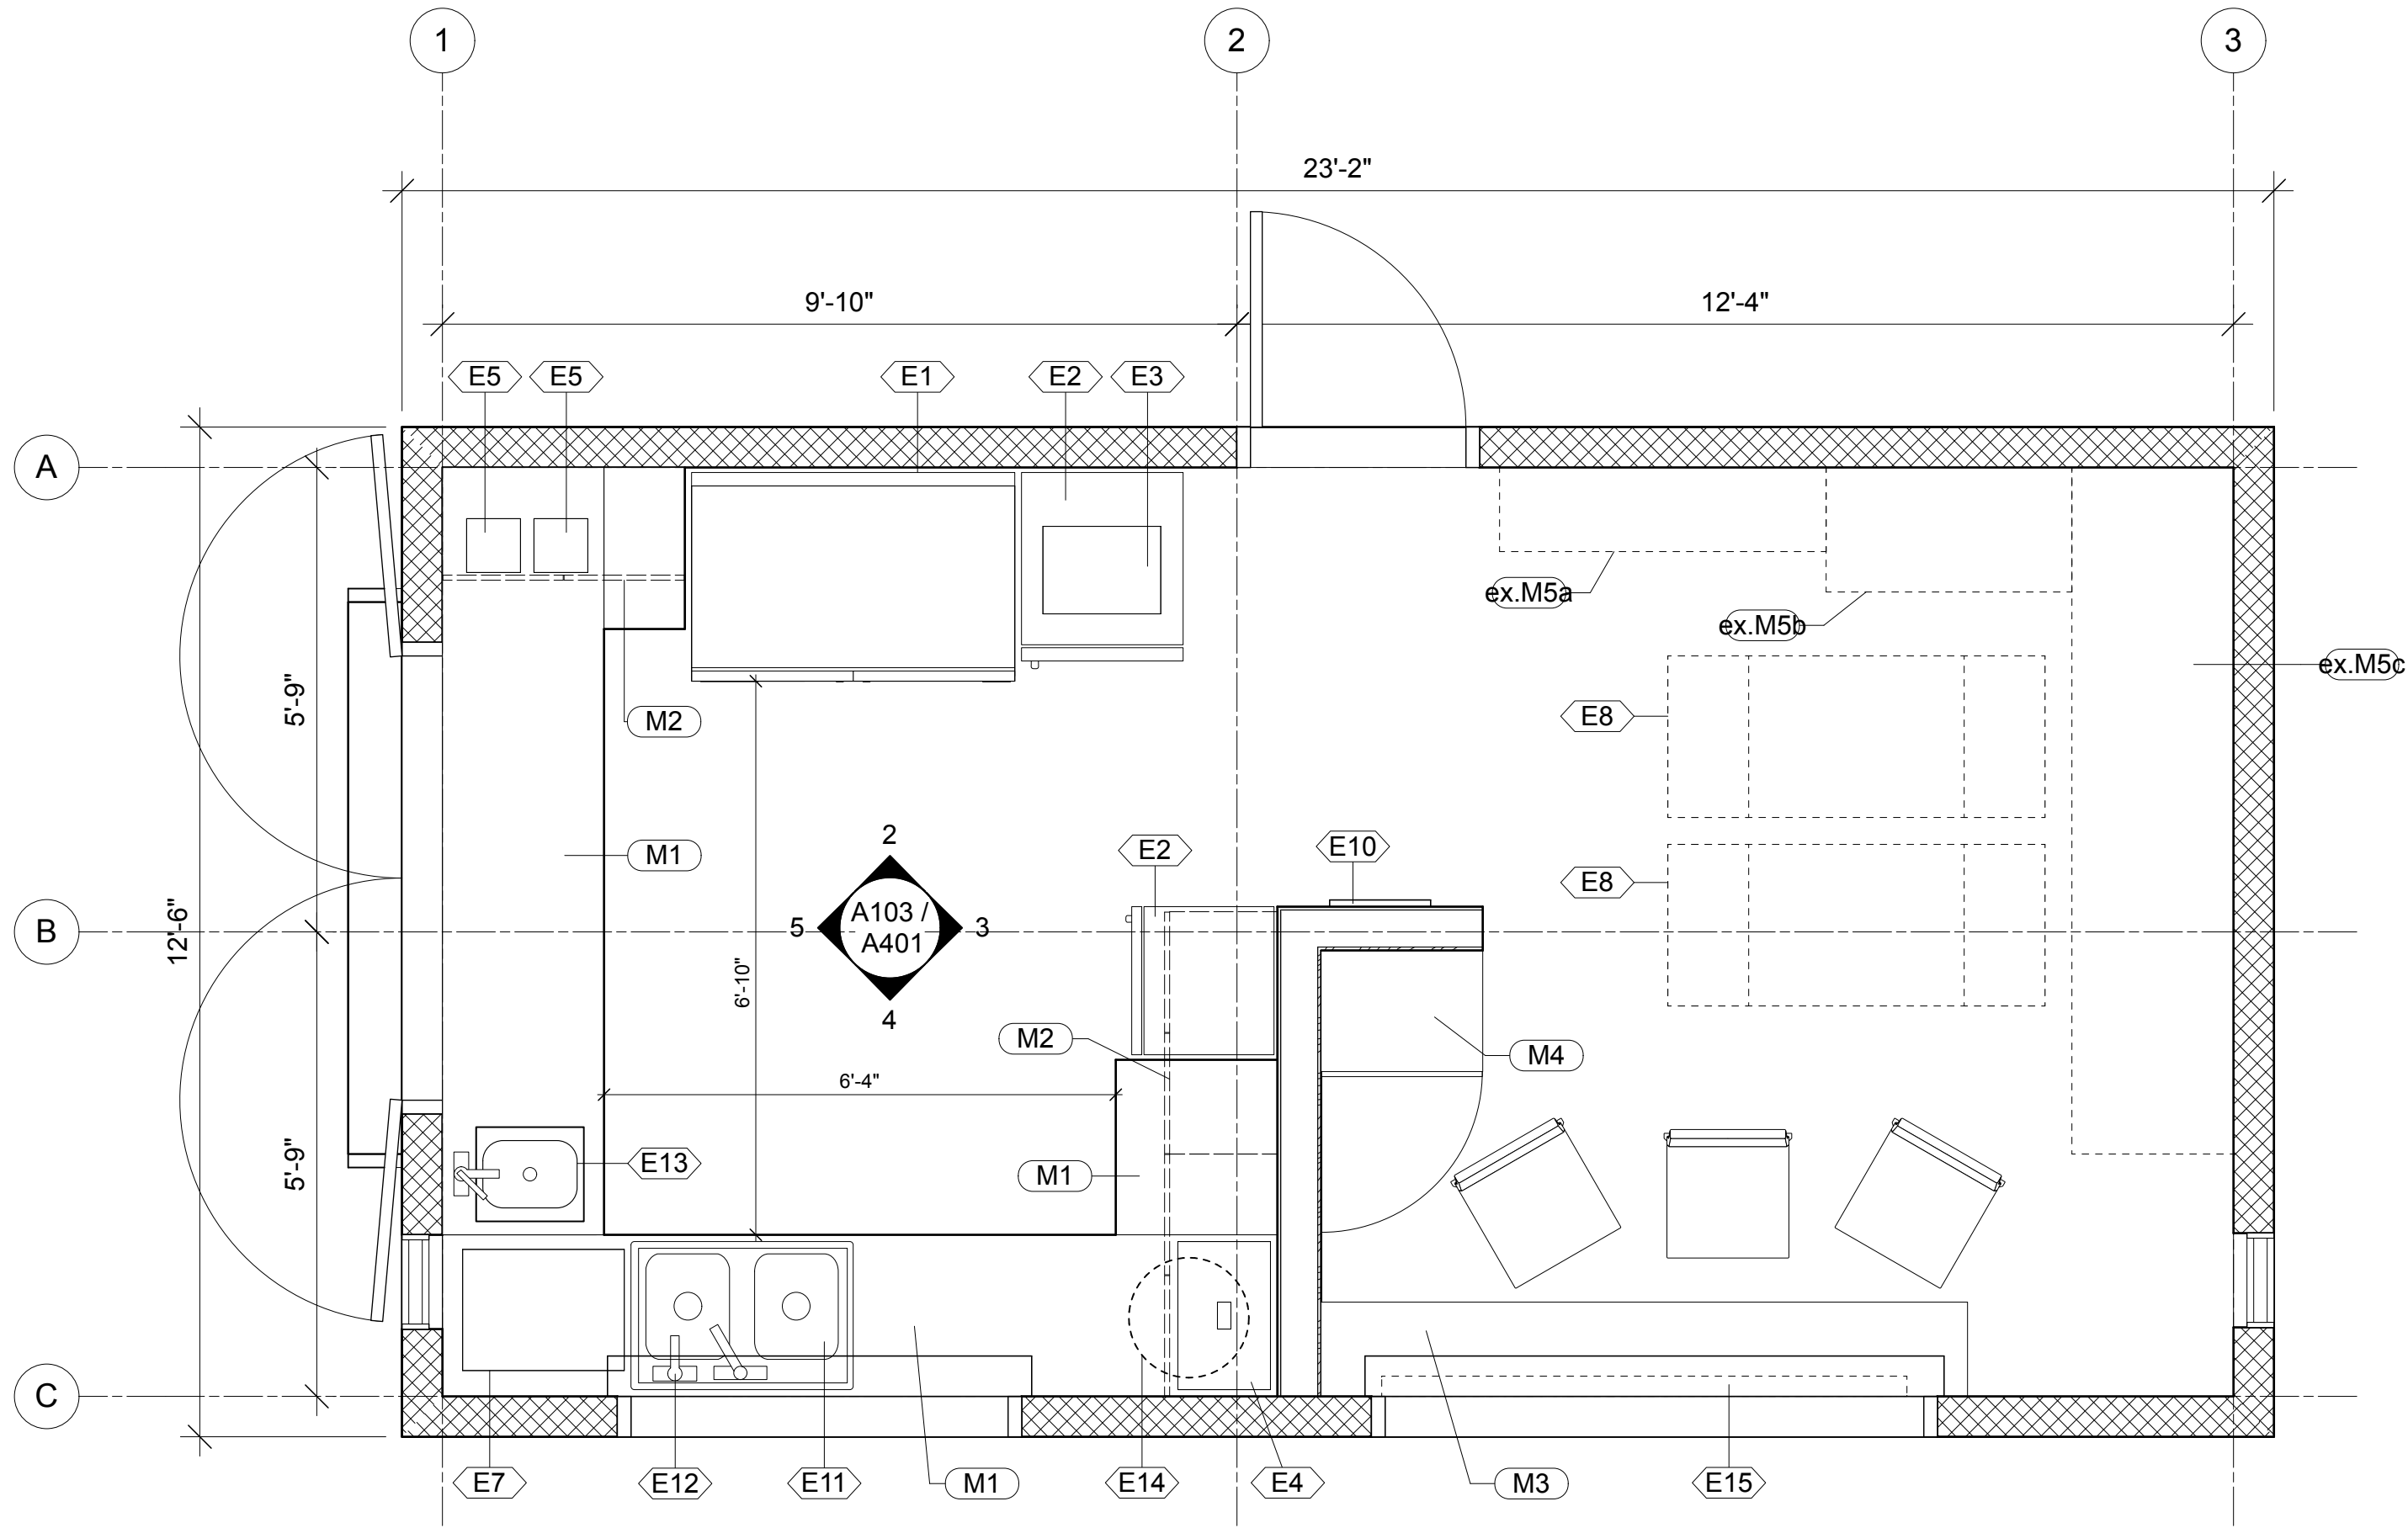 1
2
3
23'-2"
9'-10"
12'-4"
E5
E5
E1
E2
E3
A
ex.M5a
ex.M5b
ex.M5c
5'-9"
M2
E8
2
E2
E10
M1
E8
A103 /
A401
5
3
B
12'-6"
6'-10"
4
M2
M4
6'-4"
5'-9"
E13
M1
C
E7
E12
E11
M1
E14
E4
M3
E15